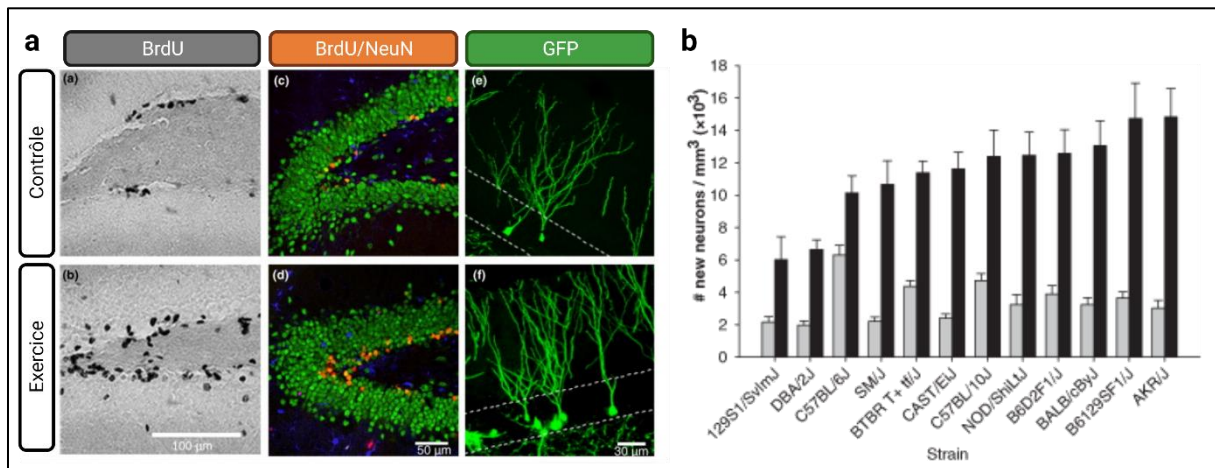 a
BrdU
BrdU/NeuN
GFP
Contrôle
(a)
(c)
(e)
Exercice
(b)
(d)
(f)
100 µm
50 µm
30 µm
b
# new neurons / mm³ (×10³)
18
16
14
12
10
8
6
4
2
0
129S1/SvImJ
DBA/2J
C57BL/6J
SM/J
BTBR T+ tf/J
CAST/EiJ
C57BL/10J
NOD/ShiLtJ
B6D2F1/J
BALB/cByJ
B6129SF1/J
AKR/J
Strain